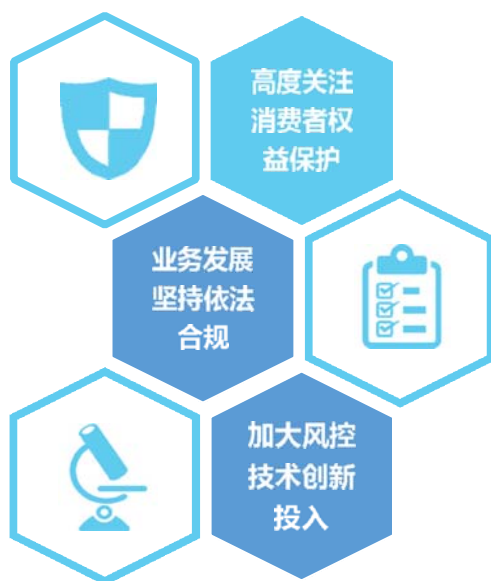 高度关注
消费者权
益保护
业务发展
坚持依法
合规
加大风控
技术创新
投入